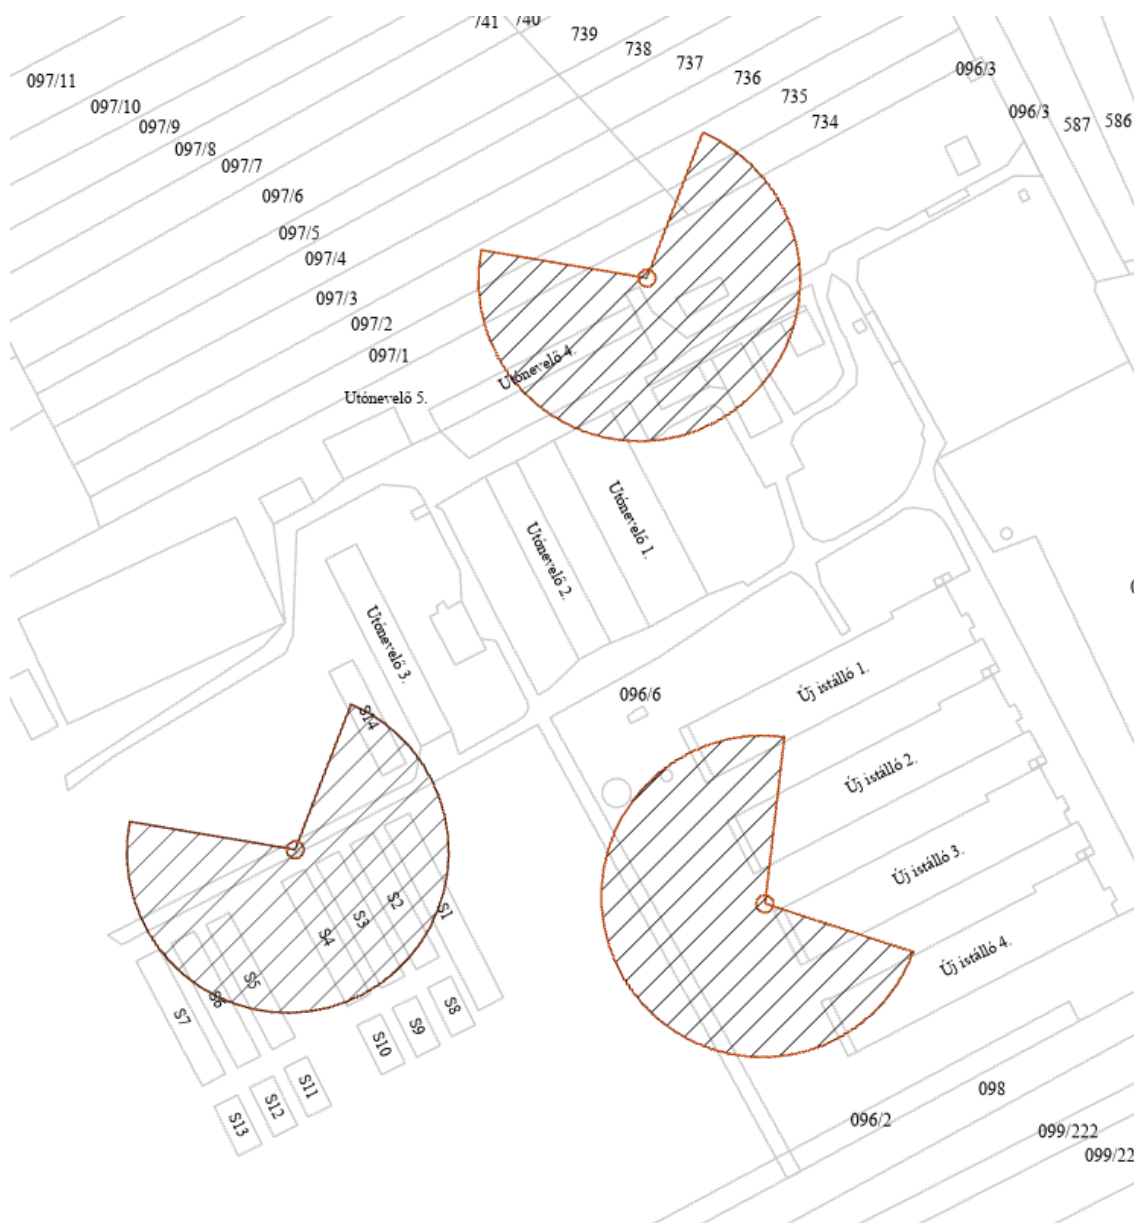 741
740
739
738
737
736
735
734
096/3
096/3
587
586
097/11
097/10
097/9
097/8
097/7
097/6
097/5
097/4
097/3
097/2
097/1
Utónevelő 4.
Utónevelő 5.
Utónevelő 1.
Utónevelő 2.
Utónevelő 3.
096/6
Új istálló 1.
Új istálló 2.
Új istálló 3.
Új istálló 4.
S14
S1
S2
S3
S4
S5
S6
S7
S8
S9
S10
S11
S12
S13
098
096/2
099/222
099/22